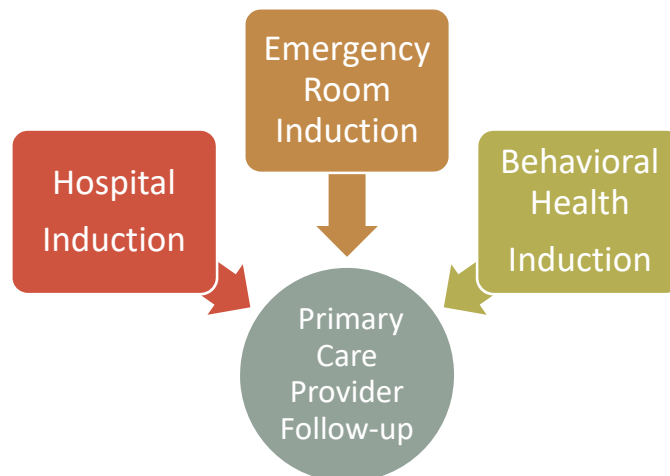 Emergency
Room
Induction
Hospital
Induction
Behavioral
Health
Induction
Primary
Care
Provider
Follow-up